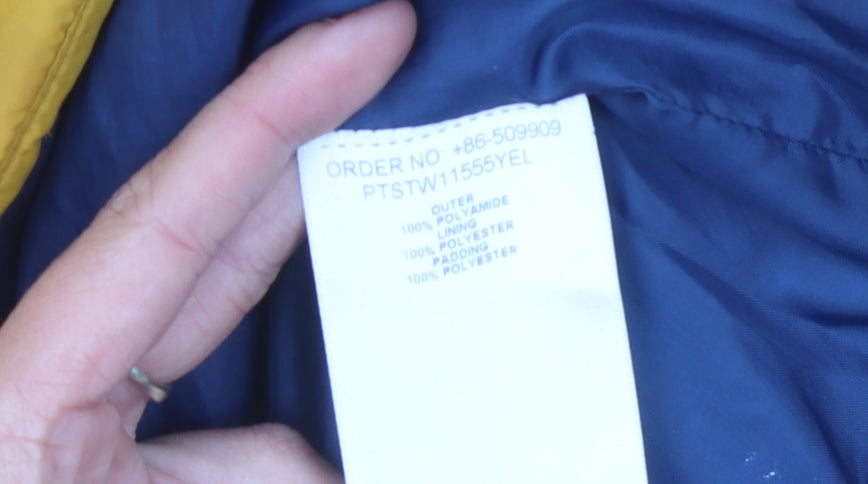 ORDER NO: +86-509909
PTSTW11555YEL
OUTER
100% POLYAMIDE
LINING
100% POLYESTER
PADDING
100% POLYESTER